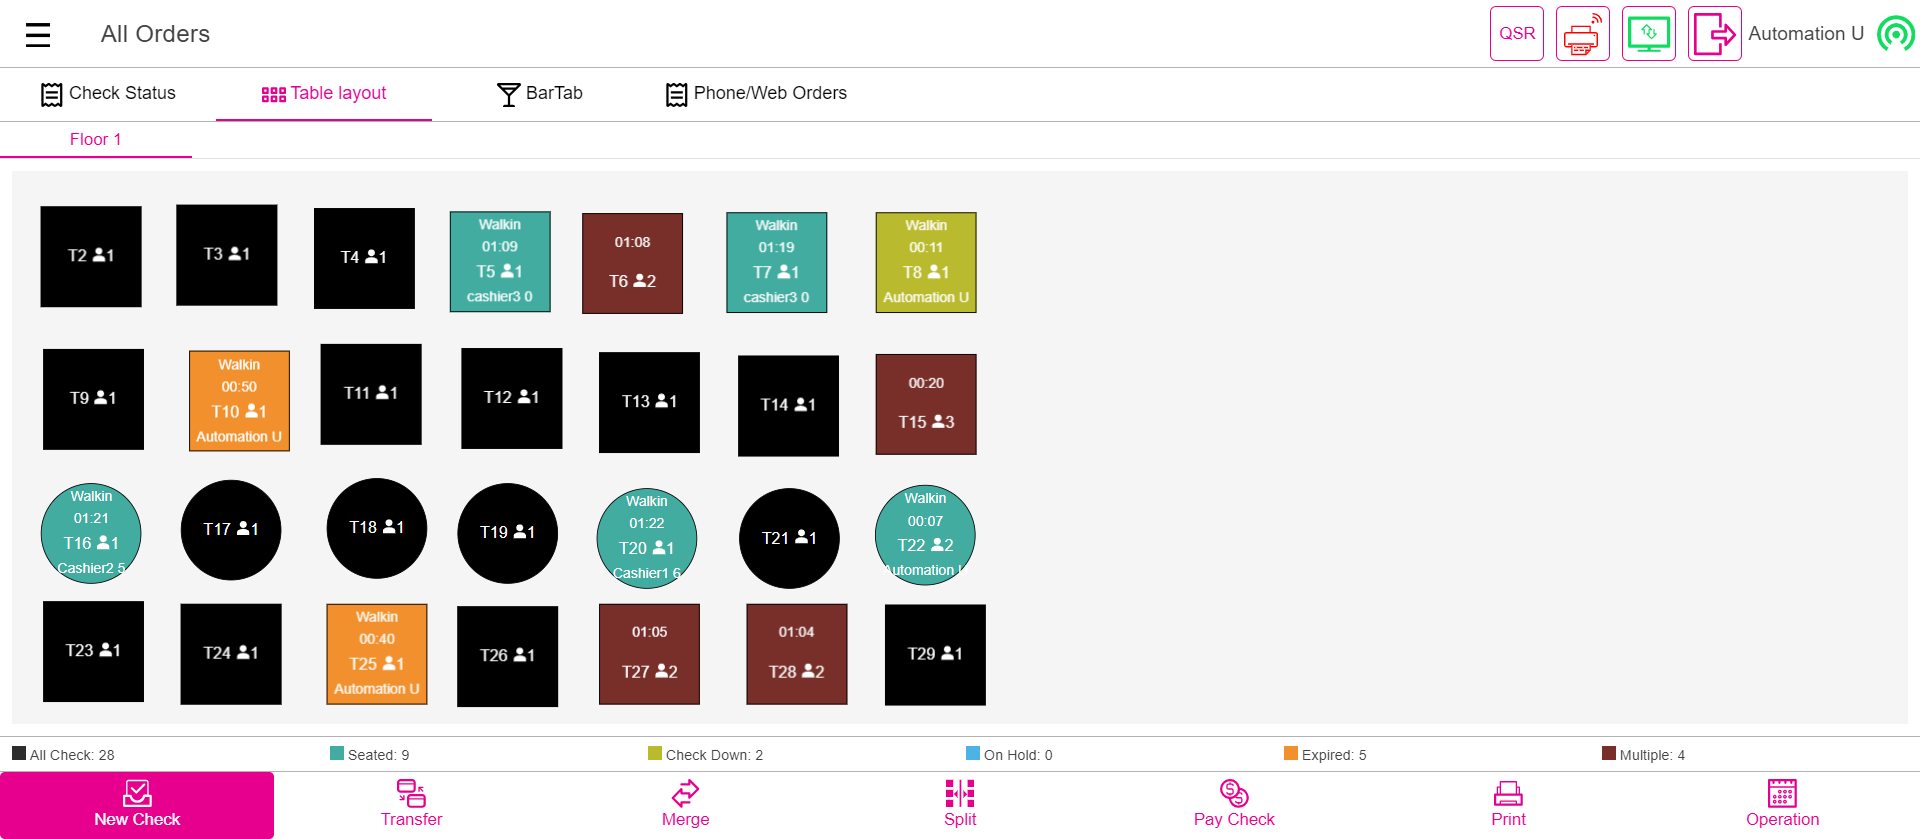 All Orders
QSR
Automation U
Check Status
Table layout
BarTab
Phone/Web Orders
Floor 1
T2 1
T3 1
T4 1
Walkin
01:09
T5 1
cashier3 0
01:08
T6 2
Walkin
01:19
T7 1
cashier3 0
Walkin
00:11
T8 1
Automation U
T9 1
Walkin
00:50
T10 1
Automation U
T11 1
T12 1
T13 1
T14 1
00:20
T15 3
Walkin
01:21
T16 1
Cashier2 5
T17 1
T18 1
T19 1
Walkin
01:22
T20 1
Cashier1 6
T21 1
Walkin
00:07
T22 2
Automation U
T23 1
T24 1
Walkin
00:40
T25 1
Automation U
T26 1
01:05
T27 2
01:04
T28 2
T29 1
All Check: 28
Seated: 9
Check Down: 2
On Hold: 0
Expired: 5
Multiple: 4
New Check
Transfer
Merge
Split
Pay Check
Print
Operation